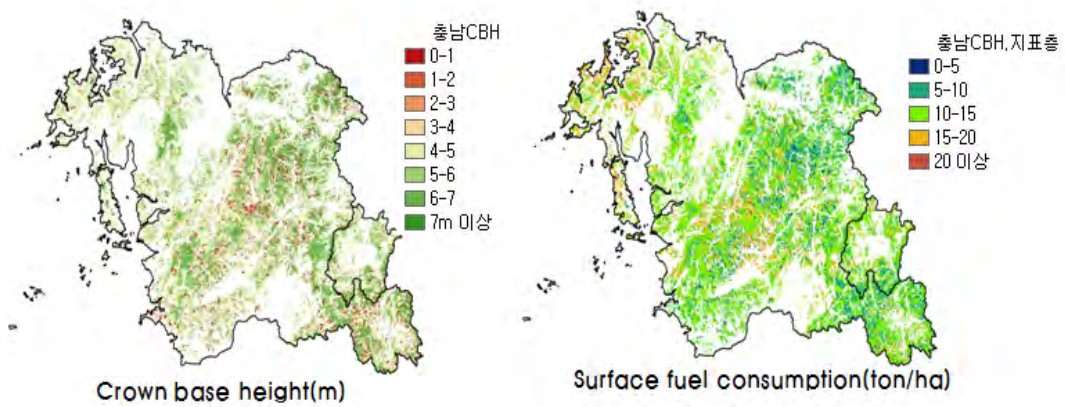 충남CBH
0-1
1-2
2-3
3-4
4-5
5-6
6-7
7m 이상
Crown base height(m)
충남CBH,지표층
0-5
5-10
10-15
15-20
20 이상
Surface fuel consumption(ton/ha)